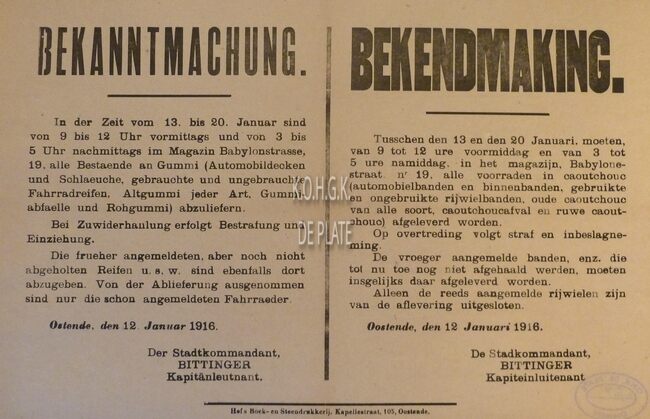 BEKANNTMACHUNG.
In der Zeit vom 13. bis 20. Januar sind
von 9 bis 12 Uhr vormittags und von 3 bis
5 Uhr nachmittags im Magazin Babylonstrasse,
19, alle Bestaende an Gummi (Automobildecken
und Schlaeuche, gebrauchte und ungebrauchte
Fahrradreifen, Altgummi jeder Art, Gummi
abfaelle und Rohgummi) abzuliefern.
Bei Zuwiderhaulung erfolgt Bestrafung und
Einziehung.
Die frueher angemeldeten, aber noch nicht
abgeholten Reifen u. s. w. sind ebenfalls dort
abzugeben. Von der Ablieferung ausgenommen
sind nur die schon angemeldeten Fahrraeder.
Ostende, den 12 Januar 1916.
Der Stadtkommandant,
BITTINGER
Kapitänleutnant.
BEKENDMAKING.
Tusschen den 13 en den 20 Januari, moeten,
van 9 tot 12 ure voormiddag en van 3 tot
5 ure namiddag, in het magazijn, Babylone-
straat, nr 19, alle voorraden in caoutchouc
(automobielbanden en binnenbanden, gebruikte
en ongebruikte rijwielbanden, oude caoutchouc
van alle soort, caoutchoucafval en ruwe caout-
chouc) afgeleverd worden.
Op overtreding volgt straf en inbeslagne-
ming.
De vroeger aangemelde banden, enz. die
tot nu toe nog niet afgehaald werden, moeten
insgelijks daar afgeleverd worden.
Alleen de reeds aangemelde rijwielen zijn
van de aflevering uitgesloten.
Oostende, den 12 Januari 1916.
De Stadskommandant,
BITTINGER
Kapiteinluitenant
K.O.H.G.K.
DE PLATE
Hofs Boek- en Steendrukkerij, Kapellestraat, 105, Oostende.